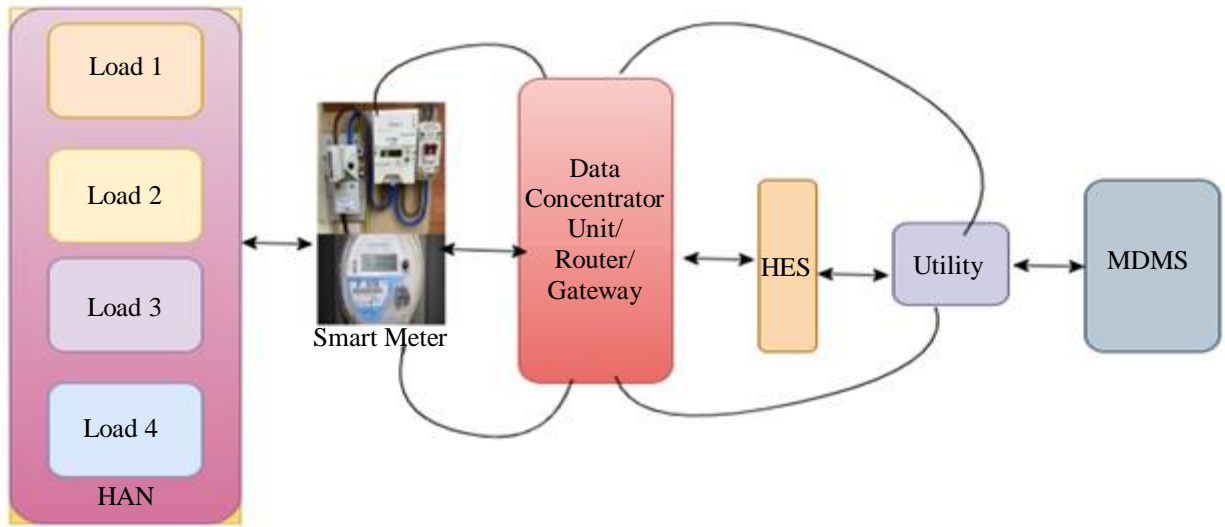 Load 1
Load 2
Load 3
Load 4
HAN
Smart Meter
Data
Concentrator
Unit/
Router/
Gateway
HES
Utility
MDMS